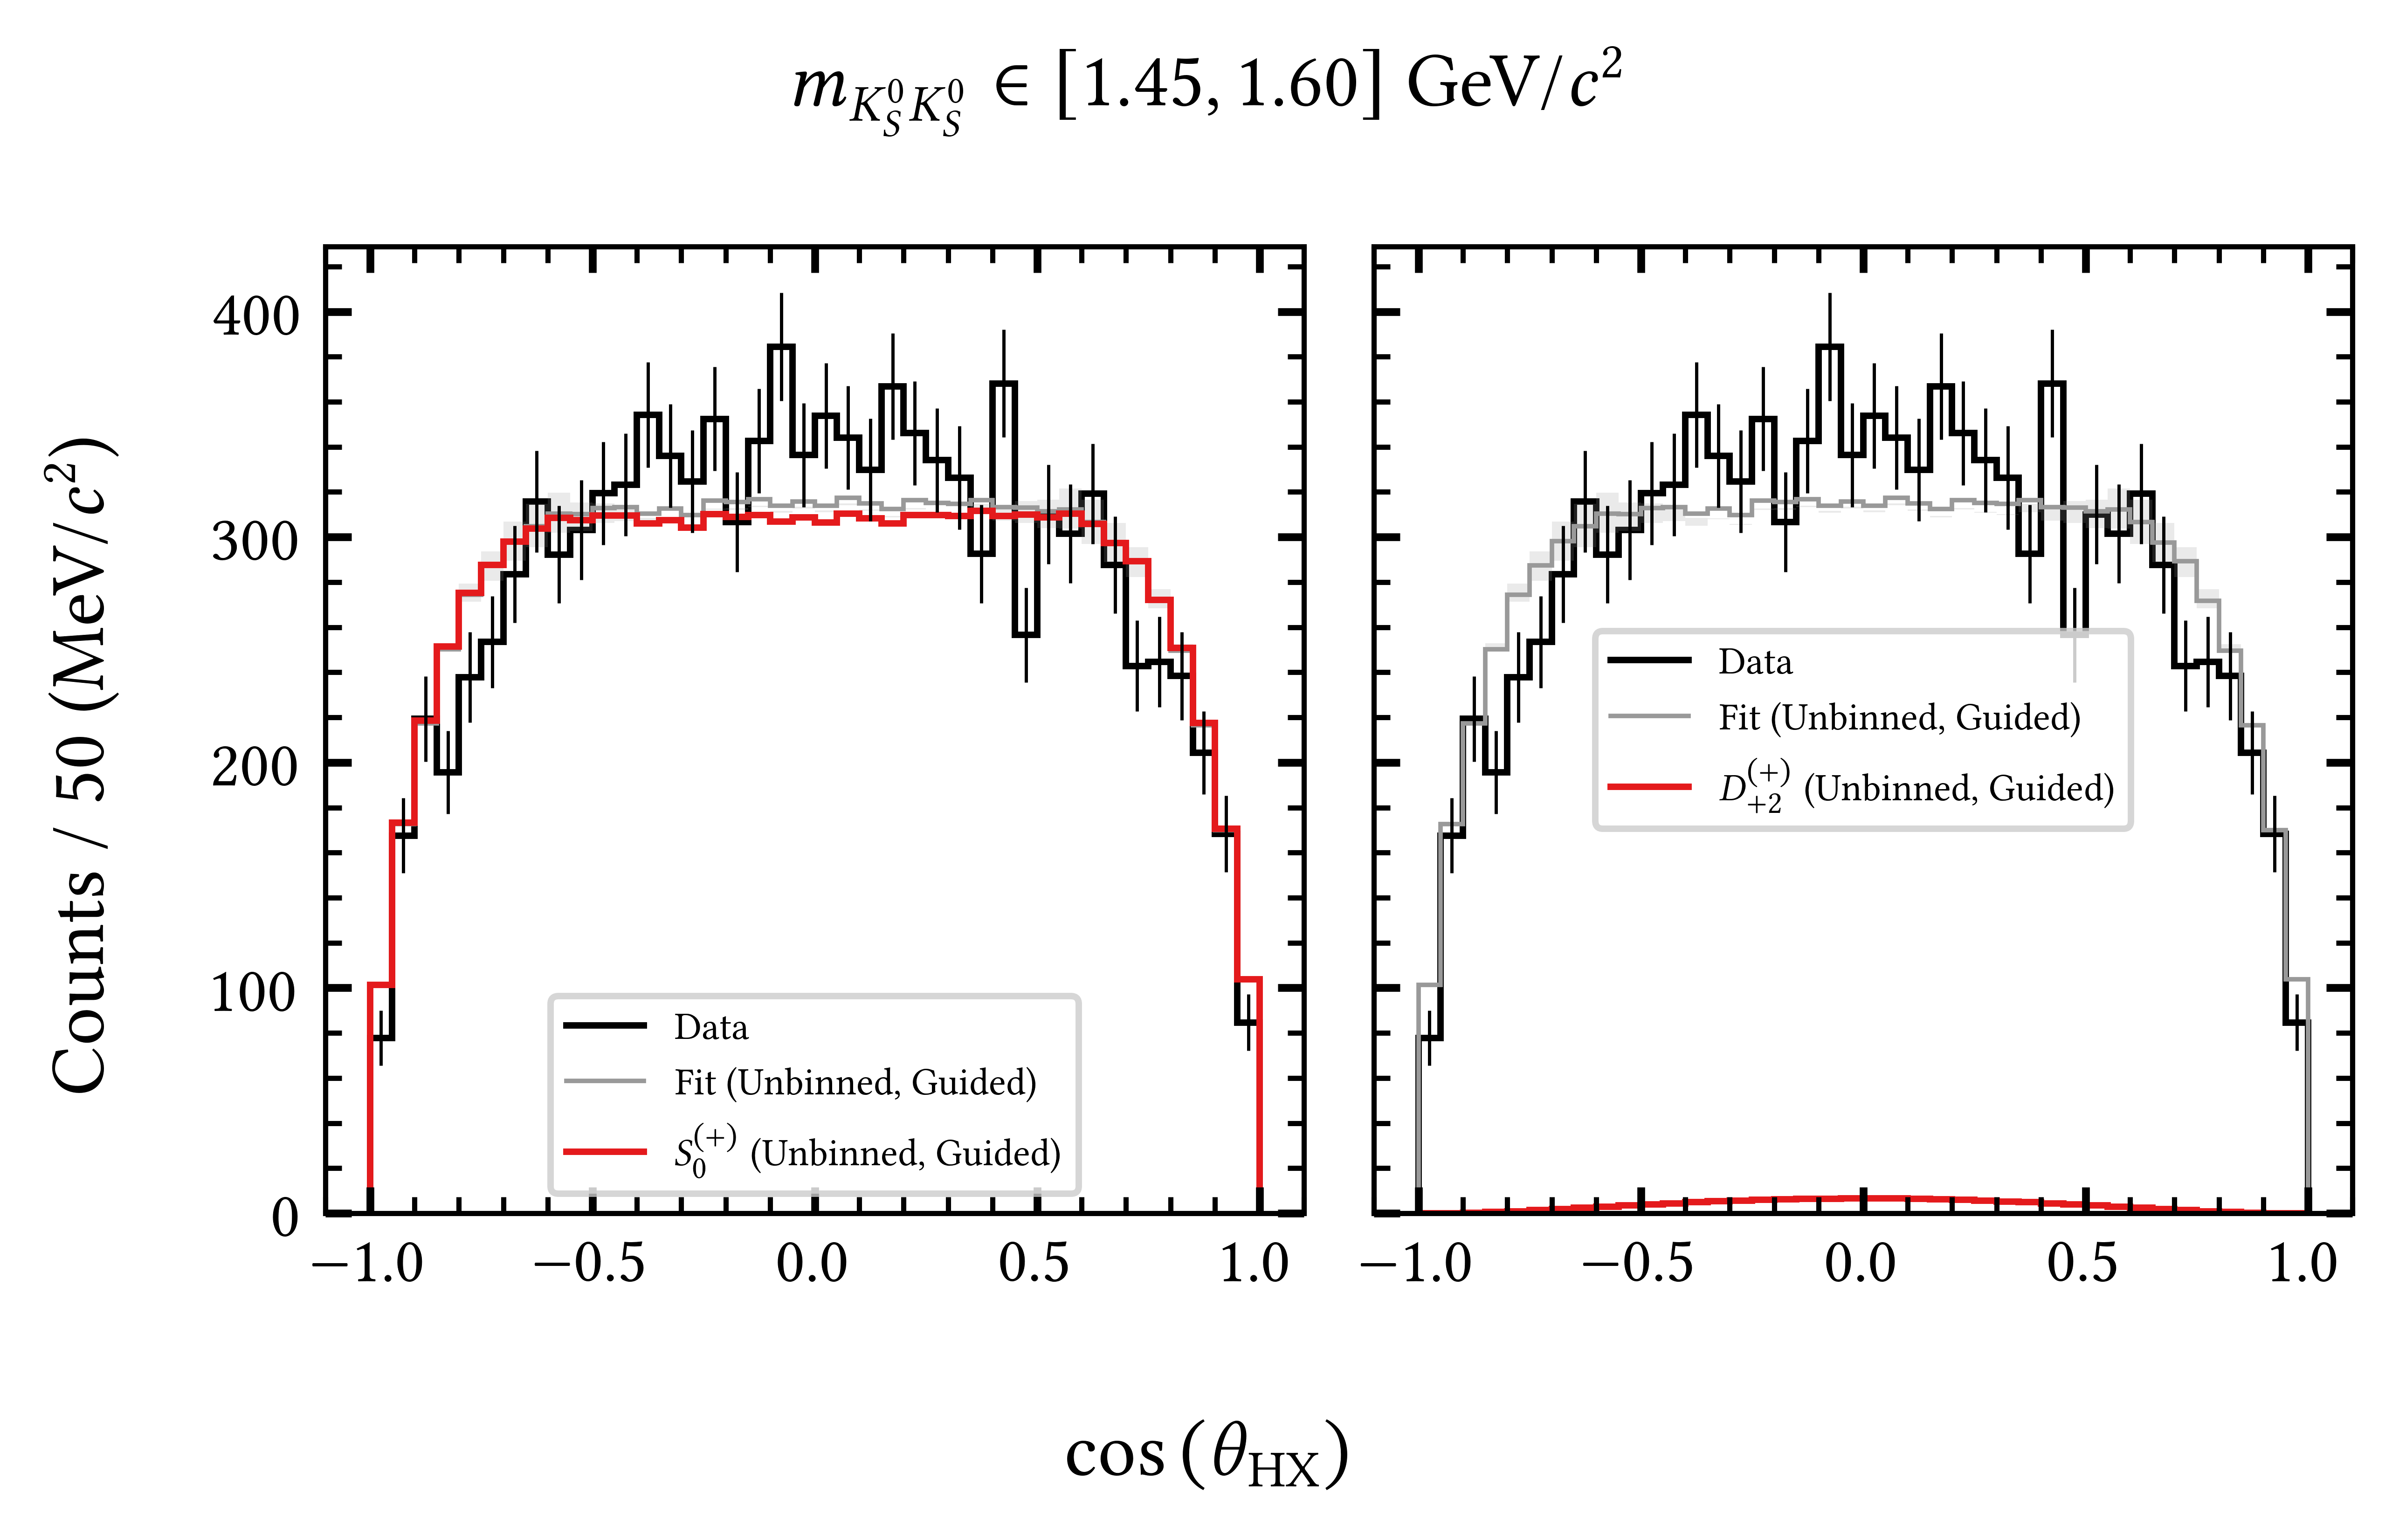 m_{K_S^0 K_S^0} ∈ [1.45, 1.60] GeV/c²
Counts / 50 (MeV/c²)
400
300
200
100
0
Data
Fit (Unbinned, Guided)
S_0^{(+)} (Unbinned, Guided)
−1.0 −0.5 0.0 0.5 1.0
Data
Fit (Unbinned, Guided)
D_{+2}^{(+)} (Unbinned, Guided)
−1.0 −0.5 0.0 0.5 1.0
cos (θ_HX)